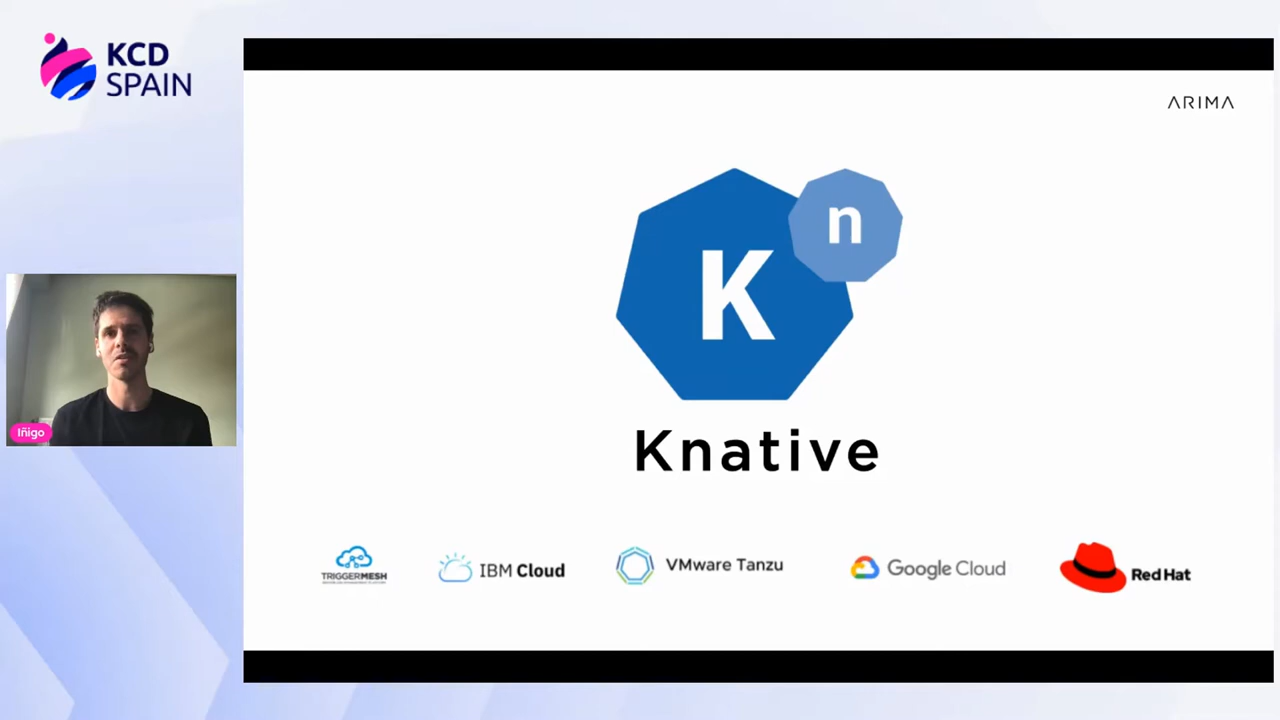 KCD
SPAIN
ARIMA
K
n
Knative
Iñigo
TRIGGERMESH
IBM Cloud
VMware Tanzu
Google Cloud
Red Hat